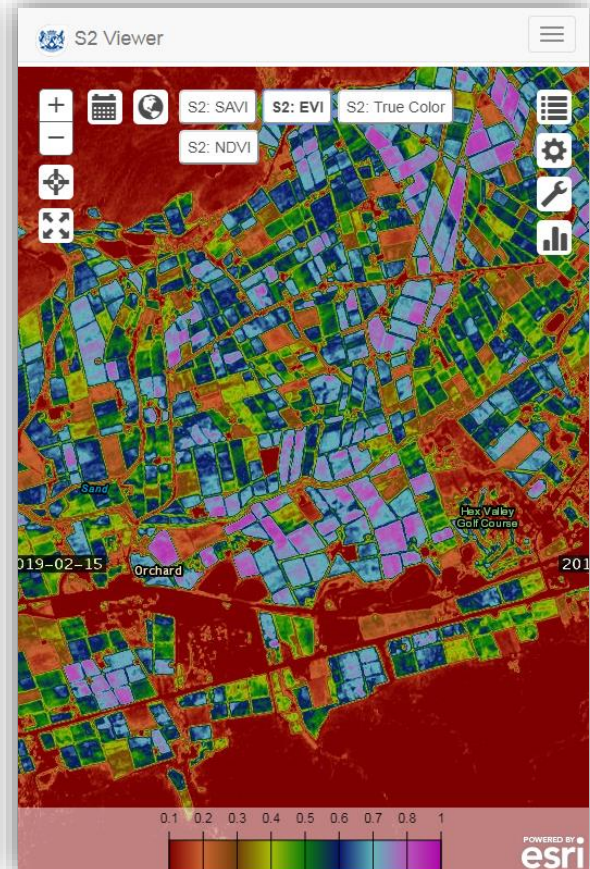 S2 Viewer
+
S2: SAVI
S2: EVI
S2: True Color
−
S2: NDVI
Sand
Hex Valley
Golf Course
019-02-15
Orchard
201
0.1 0.2 0.3 0.4 0.5 0.6 0.7 0.8 1
POWERED BY
esri